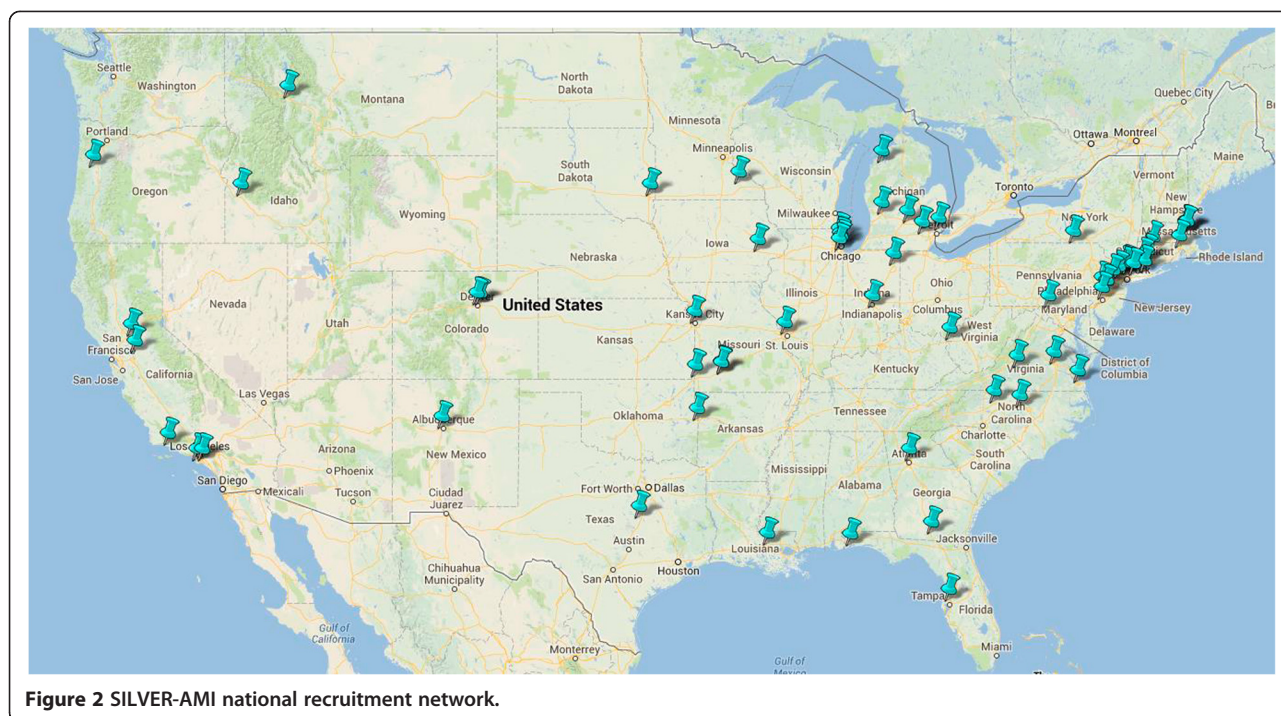 Seattle
Washington
Montana
North
Dakota
Minnesota
Quebec City
Portland
Ottawa
Montreal
Maine
Minneapolis
Wisconsin
Vermont
Oregon
Idaho
South
Dakota
Toronto
New
Hampshire
Wyoming
Milwaukee
New York
Massachusetts
Iowa
Chicago
Rhode Island
Nebraska
Nevada
Utah
United States
Illinois
Indianapolis
Ohio
Columbus
Pennsylvania
Philadelphia
New Jersey
Maryland
Colorado
Kansas City
West
Virginia
Delaware
San
Francisco
Kansas
Missouri
St. Louis
District of
Columbia
San Jose
California
Kentucky
Virginia
Las Vegas
Albuquerque
Oklahoma
Tennessee
North
Carolina
Arkansas
Charlotte
Los Angeles
Arizona
New Mexico
Mississippi
Atlanta
South
Carolina
Phoenix
San Diego
Mexicali
Tucson
Ciudad
Juarez
Fort Worth
Dallas
Alabama
Georgia
Texas
Austin
Louisiana
Jacksonville
Houston
San Antonio
Chihuahua
Municipality
Tampa
Florida
Gulf of
California
Monterrey
Gulf of
Mexico
Miami
Figure 2 SILVER-AMI national recruitment network.